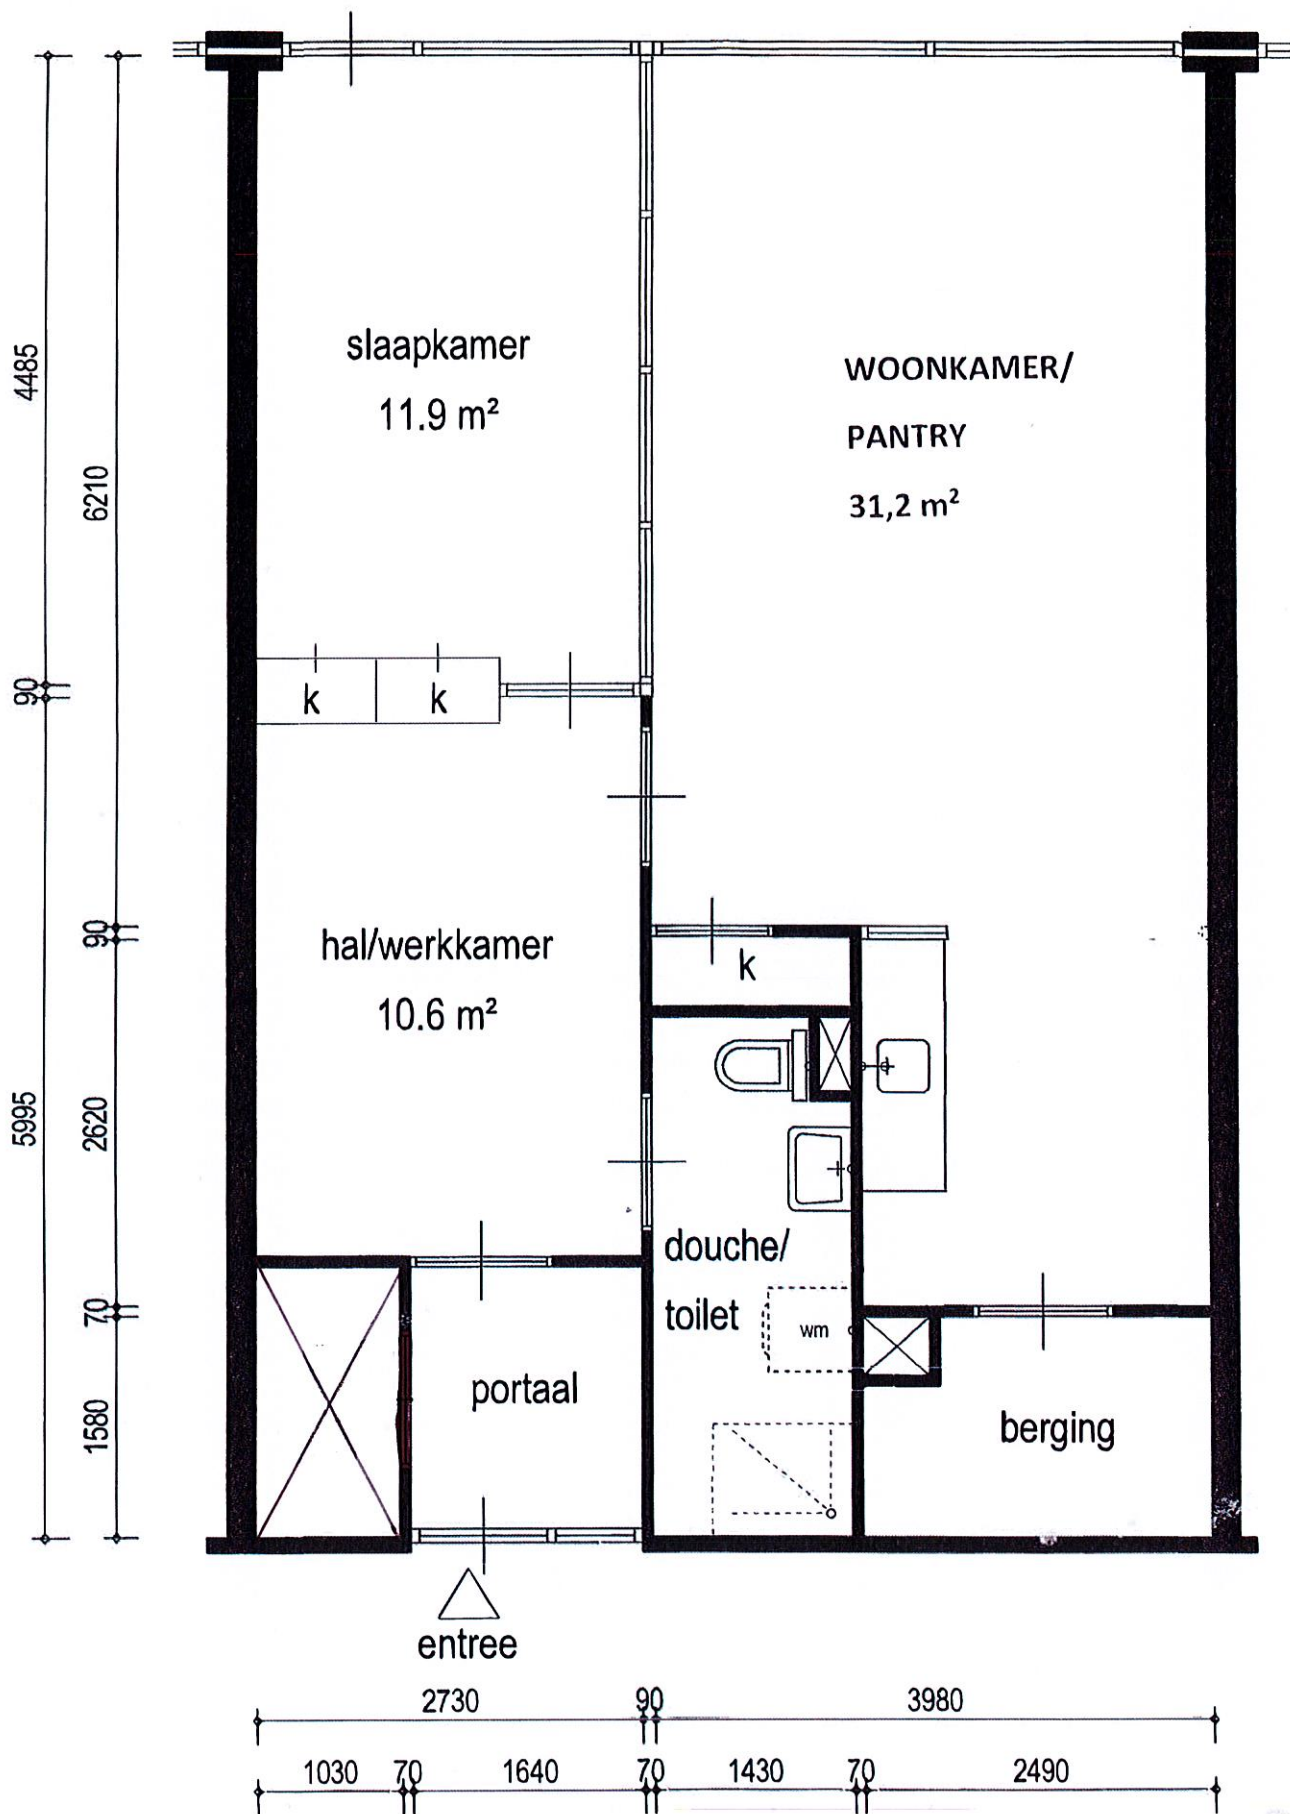 slaapkamer
11.9 m²
WOONKAMER/
PANTRY
31,2 m²
4485
6210
90
k
k
hal/werkkamer
10.6 m²
90
k
5995
2620
douche/
toilet
wm
70
portaal
1580
berging
entree
2730
90
3980
1030
70
1640
70
1430
70
2490